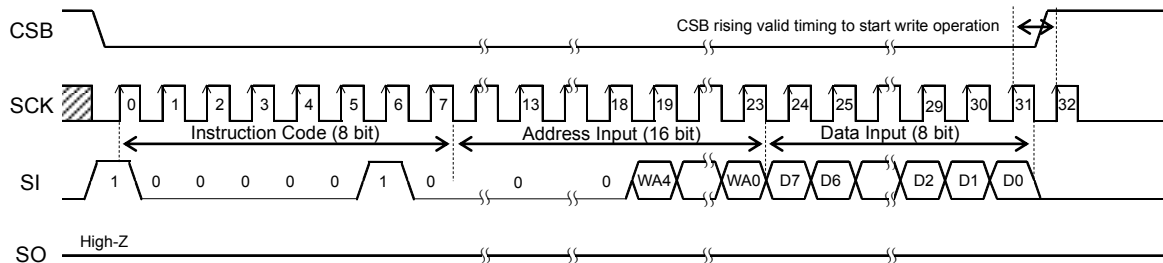 CSB
CSB rising valid timing to start write operation
SCK
0 1 2 3 4 5 6 7 13 18 19 23 24 25 29 30 31 32
Instruction Code (8 bit) Address Input (16 bit) Data Input (8 bit)
SI
1 0 0 0 0 0 1 0 0 0 WA4 WA0 D7 D6 D2 D1 D0
High-Z
SO